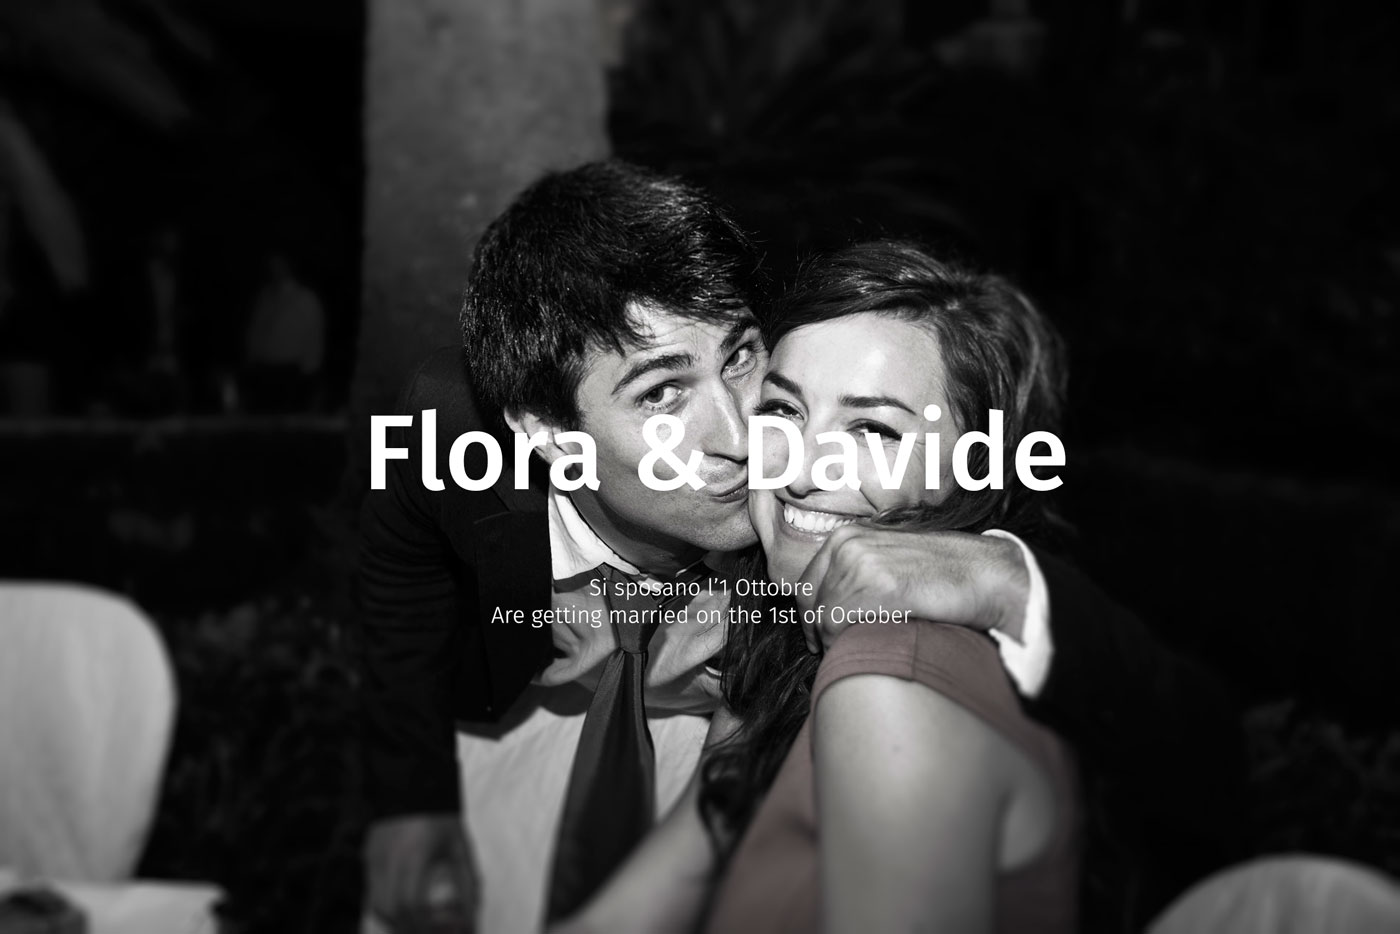 Flora & Davide
Si sposano l’1 Ottobre
Are getting married on the 1st of October